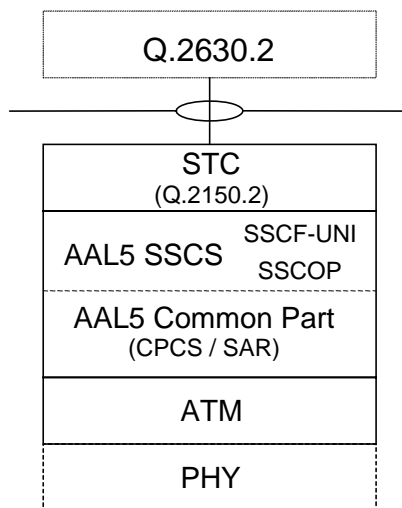 Q.2630.2
STC
(Q.2150.2)
AAL5 SSCS
SSCF-UNI
SSCOP
AAL5 Common Part
(CPCS / SAR)
ATM
PHY